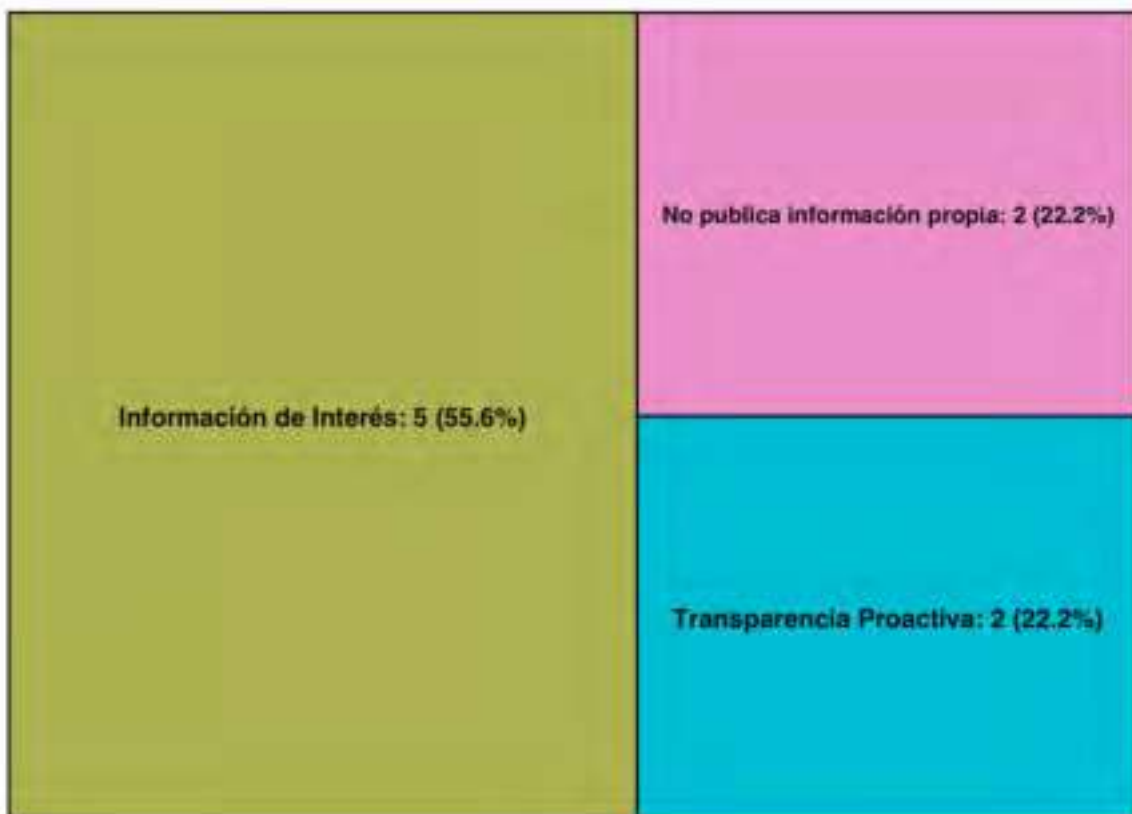 No publica información propia: 2 (22.2%)
Información de Interés: 5 (55.6%)
Transparencia Proactiva: 2 (22.2%)